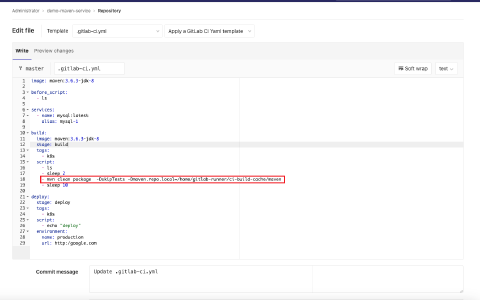 Administrator > demo-maven-service > Repository
Edit file Template .gitlab-ci.yml Apply a GitLab CI Yaml template
Write Preview changes
master .gitlab-ci.yml Soft wrap text
1 image: maven:3.6.3-jdk-8
2
3 before_script:
4 - ls
5
6 services:
7 - name: mysql:latest
8 alias: mysql-1
9
10 build:
11 image: maven:3.6.3-jdk-8
12 stage: build
13 tags:
14 - k8s
15 script:
16 - ls
17 - sleep 2
18 - mvn clean package -DskipTests -Dmaven.repo.local=/home/gitlab-runner/ci-build-cache/maven
19 - sleep 10
20
21 deploy:
22 stage: deploy
23 tags:
24 - k8s
25 script:
26 - echo "deploy"
27 environment:
28 name: production
29 url: http:/google.com
Commit message Update .gitlab-ci.yml